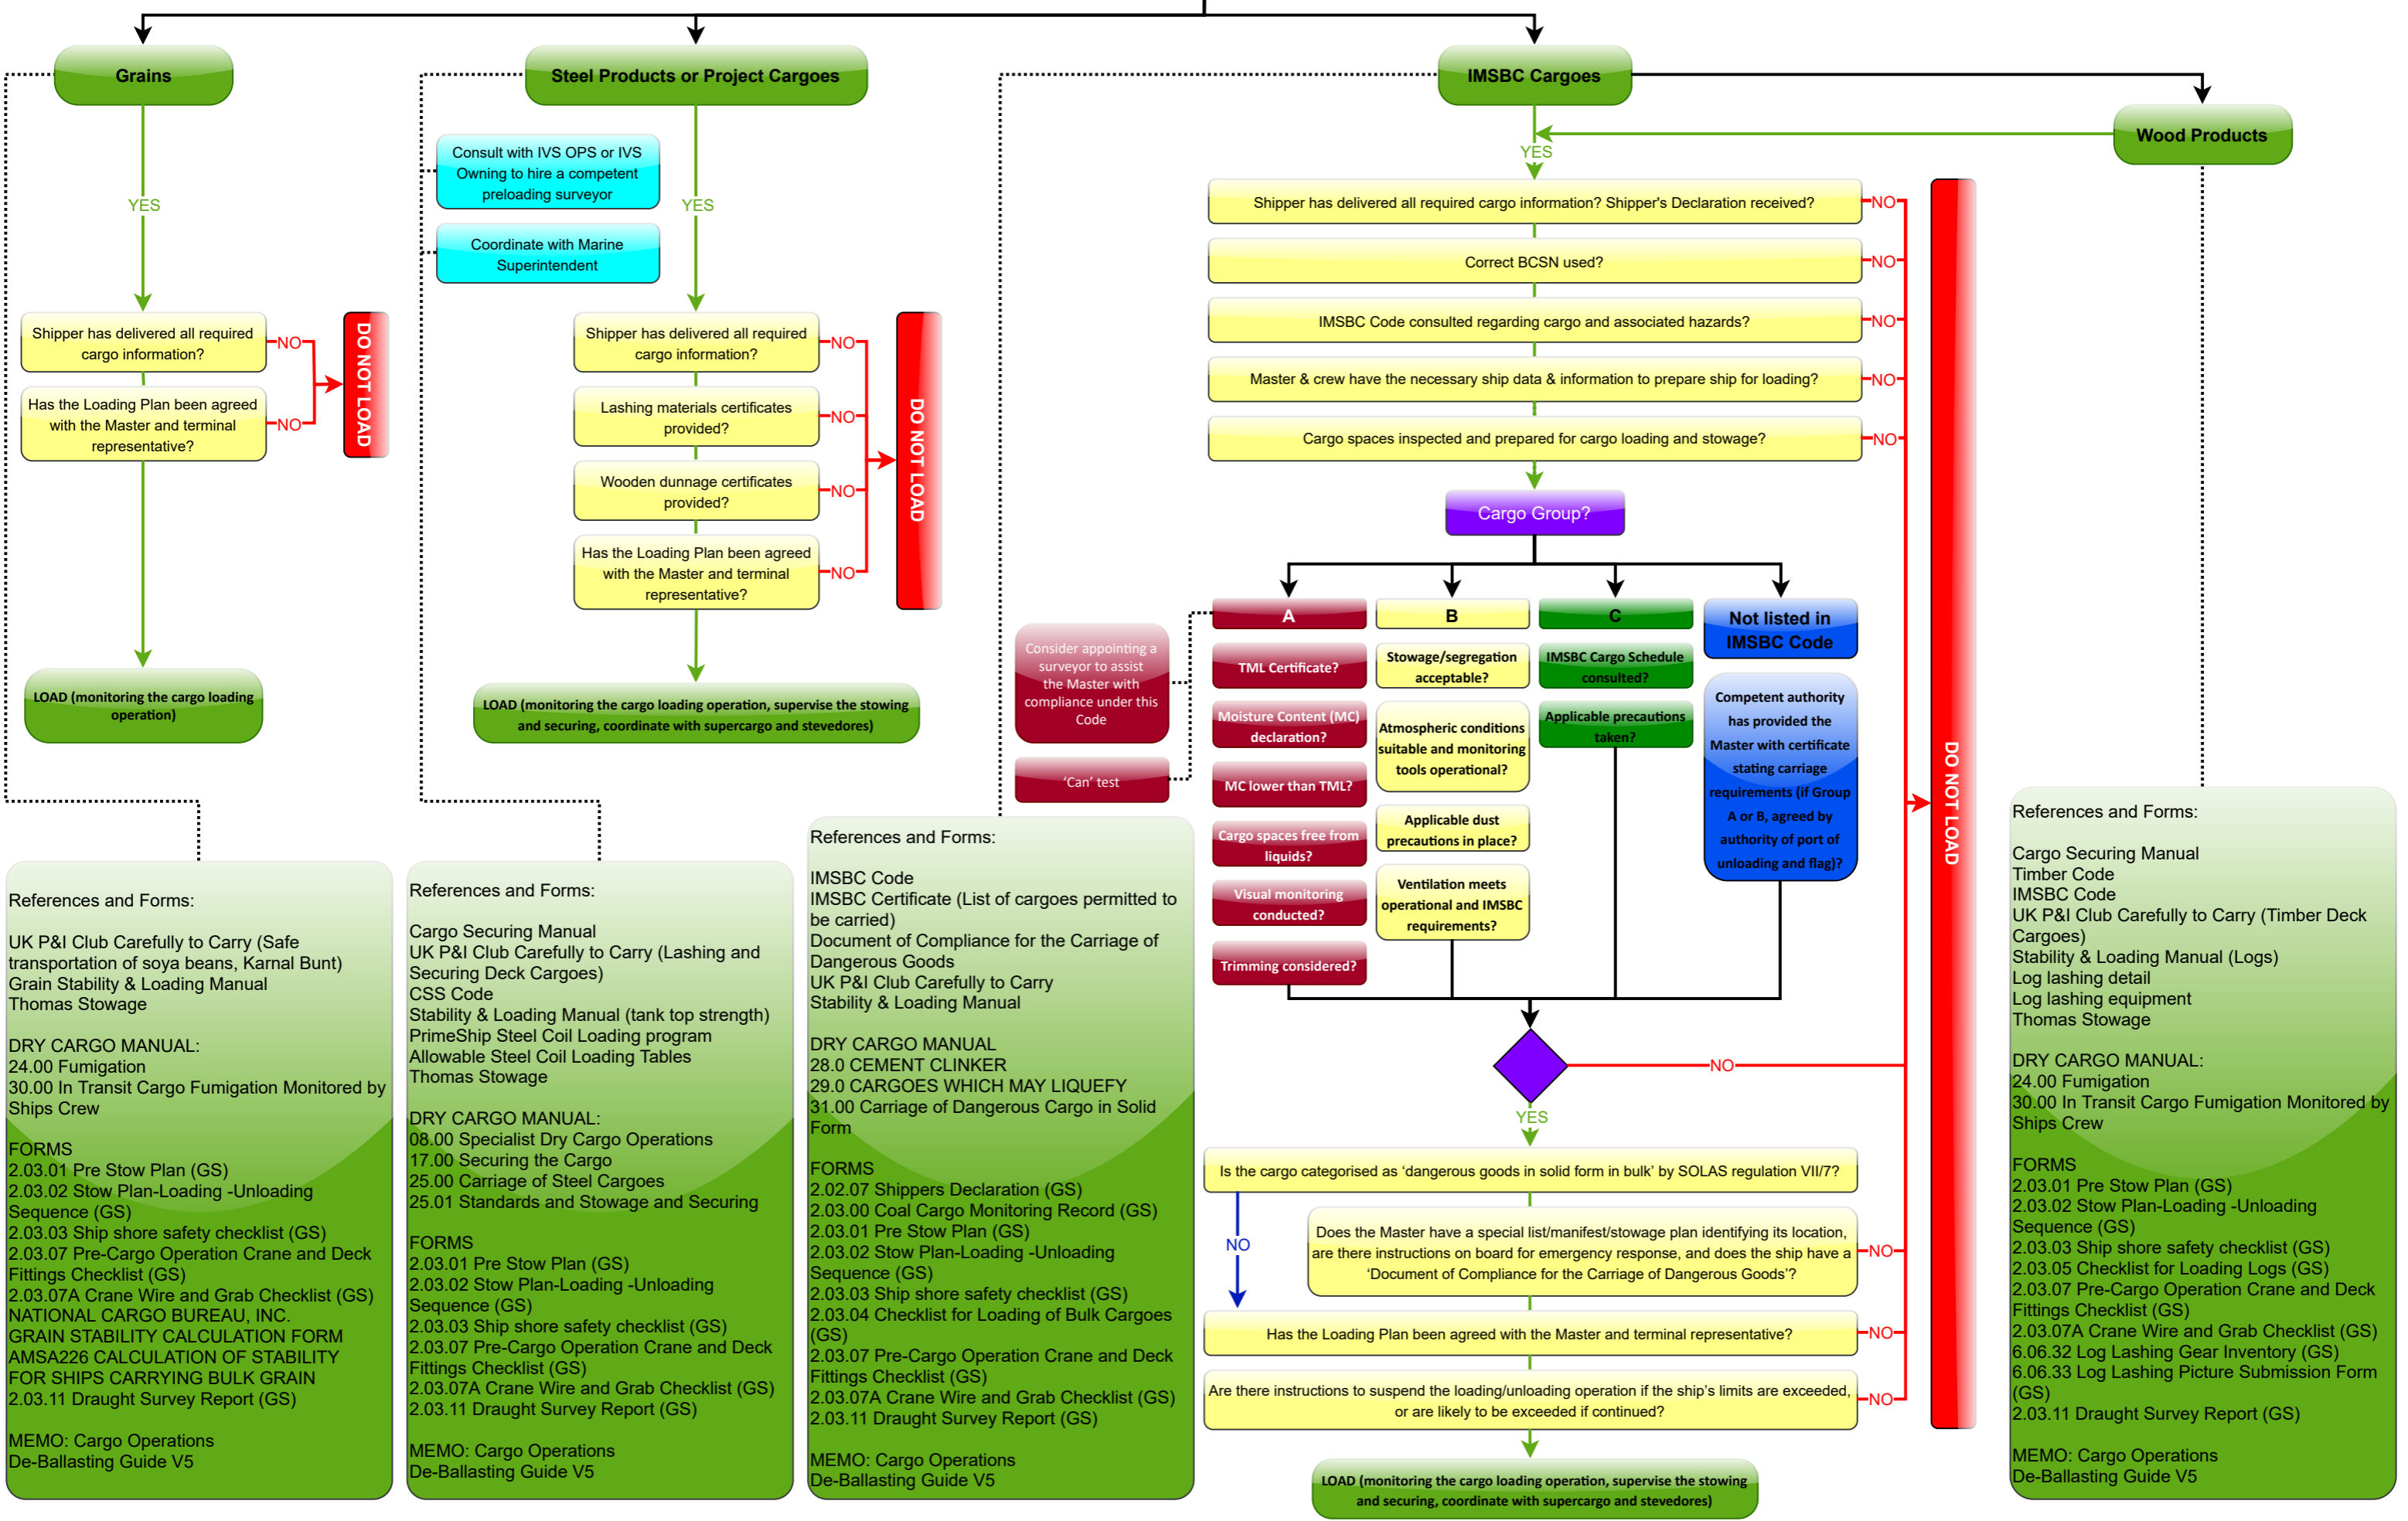 Grains
Steel Products or Project Cargoes
IMSBC Cargoes
Wood Products
YES
Shipper has delivered all required
cargo information?
NO
Has the Loading Plan been agreed
with the Master and terminal
representative?
NO
DO NOT LOAD
LOAD (monitoring the cargo loading
operation)
Consult with IVS OPS or IVS
Owning to hire a competent
preloading surveyor
Coordinate with Marine
Superintendent
YES
Shipper has delivered all required
cargo information?
NO
Lashing materials certificates
provided?
NO
Wooden dunnage certificates
provided?
NO
Has the Loading Plan been agreed
with the Master and terminal
representative?
NO
DO NOT LOAD
LOAD (monitoring the cargo loading operation, supervise the stowing
and securing, coordinate with supercargo and stevedores)
YES
Shipper has delivered all required cargo information? Shipper's Declaration received?
NO
Correct BCSN used?
NO
IMSBC Code consulted regarding cargo and associated hazards?
NO
Master & crew have the necessary ship data & information to prepare ship for loading?
NO
Cargo spaces inspected and prepared for cargo loading and stowage?
NO
Cargo Group?
Consider appointing a
surveyor to assist
the Master with
compliance under this
Code
'Can' test
A
TML Certificate?
Moisture Content (MC)
declaration?
MC lower than TML?
Cargo spaces free from
liquids?
Visual monitoring
conducted?
Trimming considered?
B
Stowage/segregation
acceptable?
Atmospheric conditions
suitable and monitoring
tools operational?
Applicable dust
precautions in place?
Ventilation meets
operational and IMSBC
requirements?
C
IMSBC Cargo Schedule
consulted?
Applicable precautions
taken?
Not listed in
IMSBC Code
Competent authority
has provided the
Master with certificate
stating carriage
requirements (if Group
A or B, agreed by
authority of port of
unloading and flag)?
DO NOT LOAD
NO
YES
Is the cargo categorised as ‘dangerous goods in solid form in bulk’ by SOLAS regulation VII/7?
NO
Does the Master have a special list/manifest/stowage plan identifying its location,
are there instructions on board for emergency response, and does the ship have a
‘Document of Compliance for the Carriage of Dangerous Goods’?
NO
Has the Loading Plan been agreed with the Master and terminal representative?
NO
Are there instructions to suspend the loading/unloading operation if the ship’s limits are exceeded,
or are likely to be exceeded if continued?
NO
LOAD (monitoring the cargo loading operation, supervise the stowing
and securing, coordinate with supercargo and stevedores)
References and Forms:
UK P&I Club Carefully to Carry (Safe
transportation of soya beans, Karnal Bunt)
Grain Stability & Loading Manual
Thomas Stowage
DRY CARGO MANUAL:
24.00 Fumigation
30.00 In Transit Cargo Fumigation Monitored by
Ships Crew
FORMS
2.03.01 Pre Stow Plan (GS)
2.03.02 Stow Plan-Loading -Unloading
Sequence (GS)
2.03.03 Ship shore safety checklist (GS)
2.03.07 Pre-Cargo Operation Crane and Deck
Fittings Checklist (GS)
2.03.07A Crane Wire and Grab Checklist (GS)
NATIONAL CARGO BUREAU, INC.
GRAIN STABILITY CALCULATION FORM
AMSA226 CALCULATION OF STABILITY
FOR SHIPS CARRYING BULK GRAIN
2.03.11 Draught Survey Report (GS)
MEMO: Cargo Operations
De-Ballasting Guide V5
References and Forms:
Cargo Securing Manual
UK P&I Club Carefully to Carry (Lashing and
Securing Deck Cargoes)
CSS Code
Stability & Loading Manual (tank top strength)
PrimeShip Steel Coil Loading program
Allowable Steel Coil Loading Tables
Thomas Stowage
DRY CARGO MANUAL:
08.00 Specialist Dry Cargo Operations
17.00 Securing the Cargo
25.00 Carriage of Steel Cargoes
25.01 Standards and Stowage and Securing
FORMS
2.03.01 Pre Stow Plan (GS)
2.03.02 Stow Plan-Loading -Unloading
Sequence (GS)
2.03.03 Ship shore safety checklist (GS)
2.03.07 Pre-Cargo Operation Crane and Deck
Fittings Checklist (GS)
2.03.07A Crane Wire and Grab Checklist (GS)
2.03.11 Draught Survey Report (GS)
MEMO: Cargo Operations
De-Ballasting Guide V5
References and Forms:
IMSBC Code
IMSBC Certificate (List of cargoes permitted to
be carried)
Document of Compliance for the Carriage of
Dangerous Goods
UK P&I Club Carefully to Carry
Stability & Loading Manual
DRY CARGO MANUAL
28.0 CEMENT CLINKER
29.0 CARGOES WHICH MAY LIQUEFY
31.00 Carriage of Dangerous Cargo in Solid
Form
FORMS
2.02.07 Shippers Declaration (GS)
2.03.00 Coal Cargo Monitoring Record (GS)
2.03.01 Pre Stow Plan (GS)
2.03.02 Stow Plan-Loading -Unloading
Sequence (GS)
2.03.03 Ship shore safety checklist (GS)
2.03.04 Checklist for Loading of Bulk Cargoes
(GS)
2.03.07 Pre-Cargo Operation Crane and Deck
Fittings Checklist (GS)
2.03.07A Crane Wire and Grab Checklist (GS)
2.03.11 Draught Survey Report (GS)
MEMO: Cargo Operations
De-Ballasting Guide V5
References and Forms:
Cargo Securing Manual
Timber Code
IMSBC Code
UK P&I Club Carefully to Carry (Timber Deck
Cargoes)
Stability & Loading Manual (Logs)
Log lashing detail
Log lashing equipment
Thomas Stowage
DRY CARGO MANUAL:
24.00 Fumigation
30.00 In Transit Cargo Fumigation Monitored by
Ships Crew
FORMS
2.03.01 Pre Stow Plan (GS)
2.03.02 Stow Plan-Loading -Unloading
Sequence (GS)
2.03.03 Ship shore safety checklist (GS)
2.03.05 Checklist for Loading Logs (GS)
2.03.07 Pre-Cargo Operation Crane and Deck
Fittings Checklist (GS)
2.03.07A Crane Wire and Grab Checklist (GS)
6.06.32 Log Lashing Gear Inventory (GS)
6.06.33 Log Lashing Picture Submission Form
(GS)
2.03.11 Draught Survey Report (GS)
MEMO: Cargo Operations
De-Ballasting Guide V5